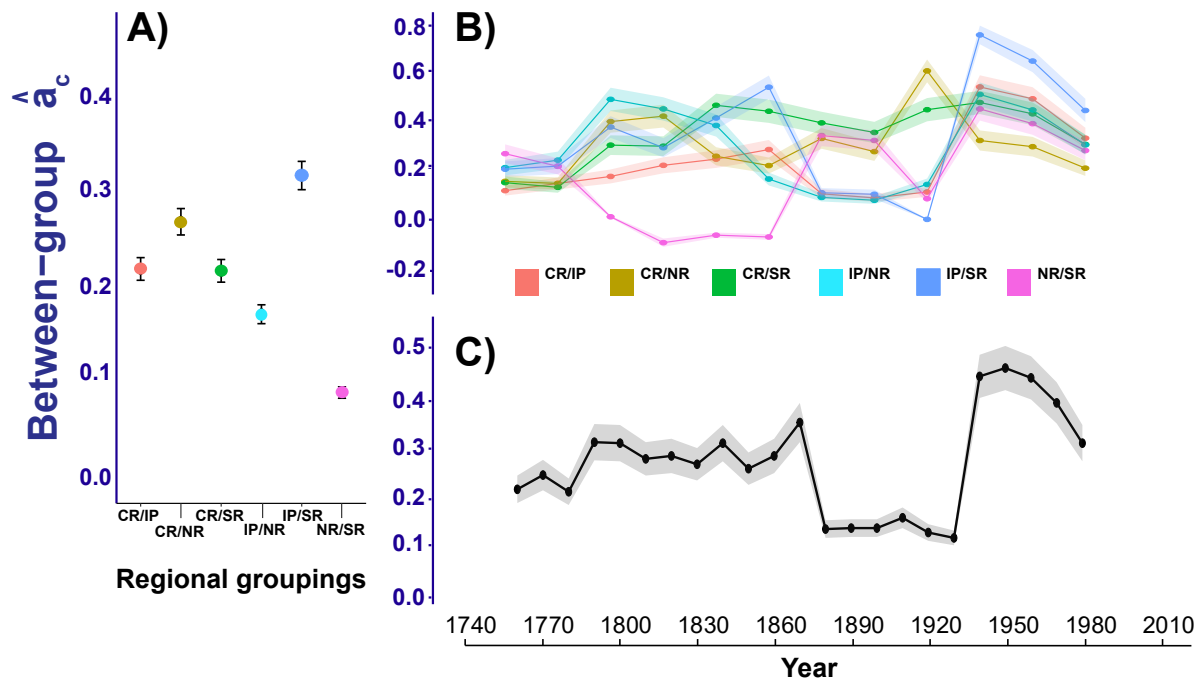 A)
Between-group âc
0.4
0.3
0.2
0.1
0.0
CR/IP
CR/NR
CR/SR
IP/NR
IP/SR
NR/SR
Regional groupings
B)
0.8
0.6
0.4
0.2
0.0
-0.2
CR/IP CR/NR CR/SR IP/NR IP/SR NR/SR
C)
0.5
0.4
0.3
0.2
0.1
0.0
1740 1770 1800 1830 1860 1890 1920 1950 1980 2010
Year